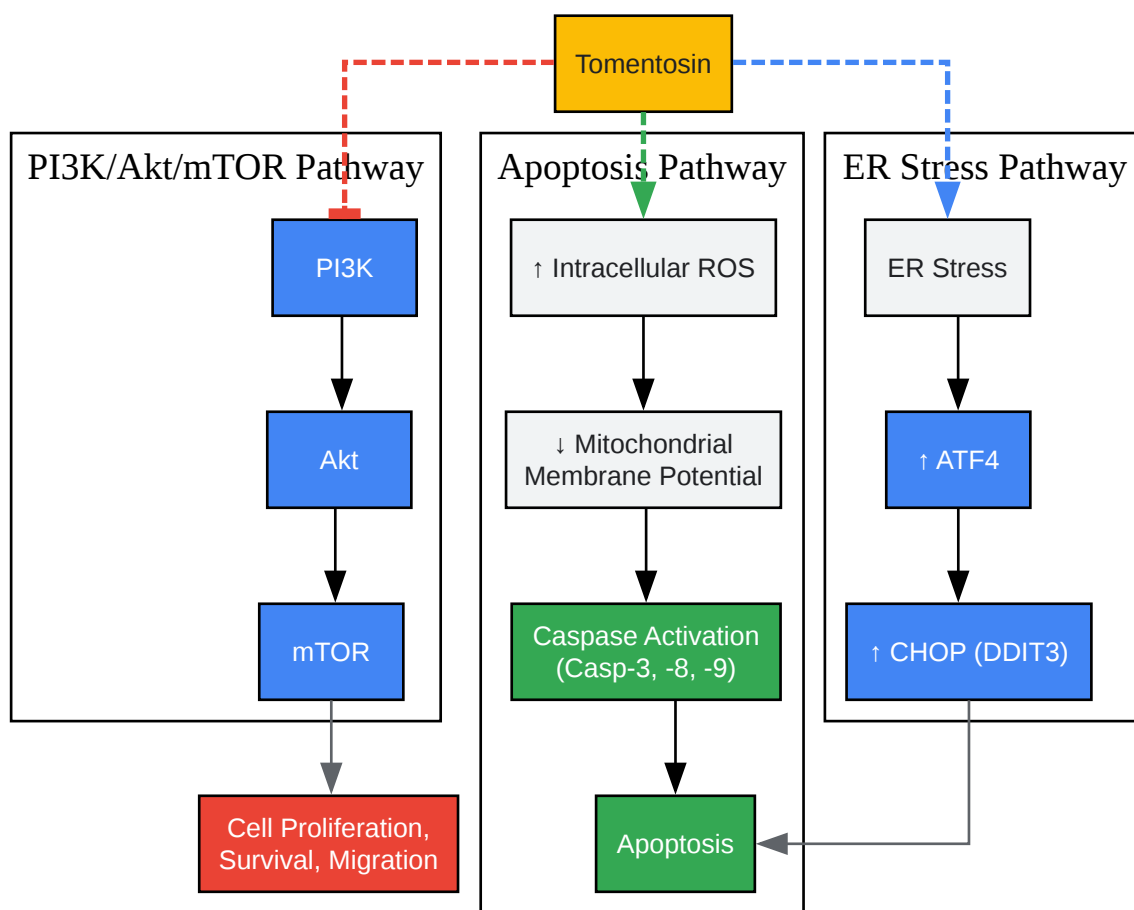 Tomentosin
PI3K/Akt/mTOR Pathway
Apoptosis Pathway
ER Stress Pathway
PI3K
↑ Intracellular ROS
ER Stress
Akt
↓ Mitochondrial
Membrane Potential
↑ ATF4
mTOR
Caspase Activation
(Casp-3, -8, -9)
↑ CHOP (DDIT3)
Cell Proliferation,
Survival, Migration
Apoptosis